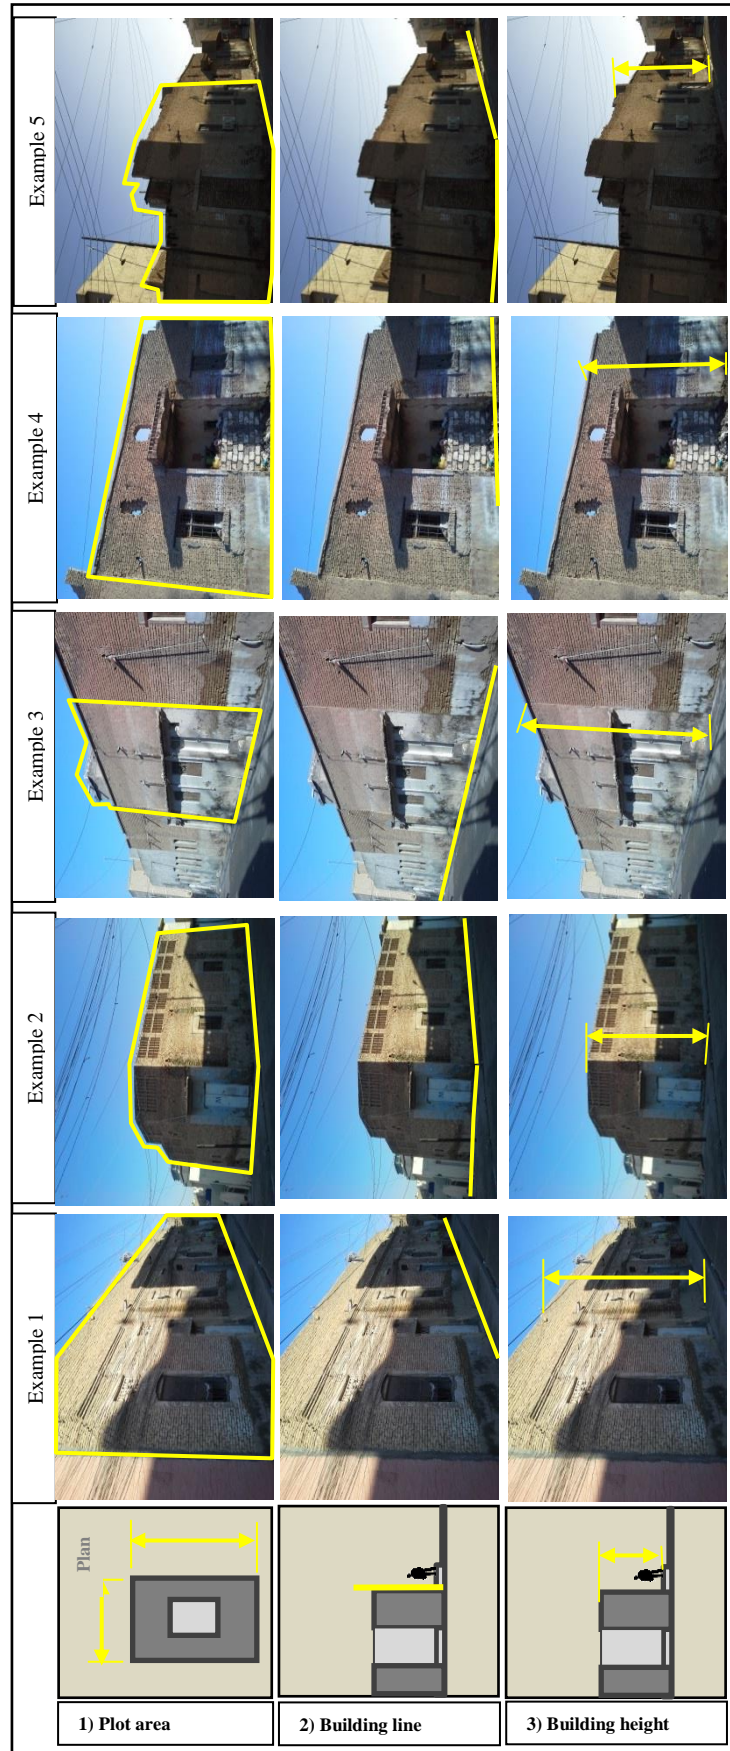 Example 1
Example 2
Example 3
Example 4
Example 5
1) Plot area
Plan
2) Building line
3) Building height